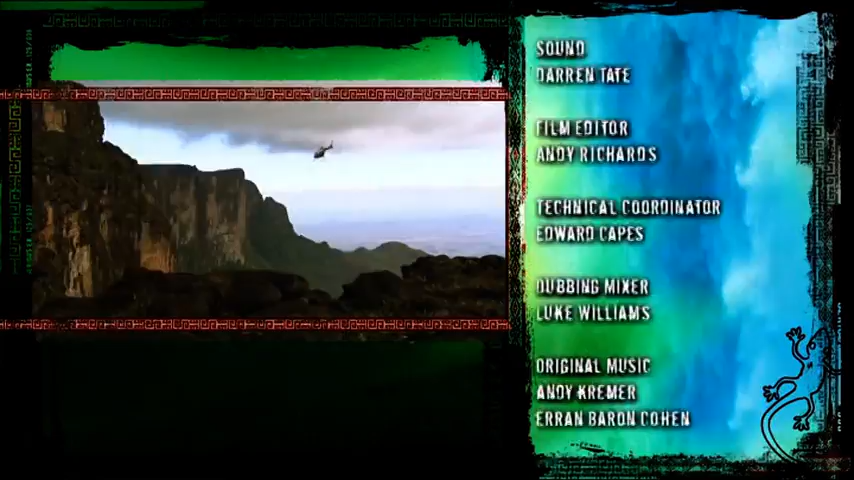 SOUND
DARREN TATE
FILM EDITOR
ANDY RICHARDS
TECHNICAL COORDINATOR
EDWARD CAPES
DUBBING MIXER
LUKE WILLIAMS
ORIGINAL MUSIC
ANDY KREMER
ERRAN BARON COHEN